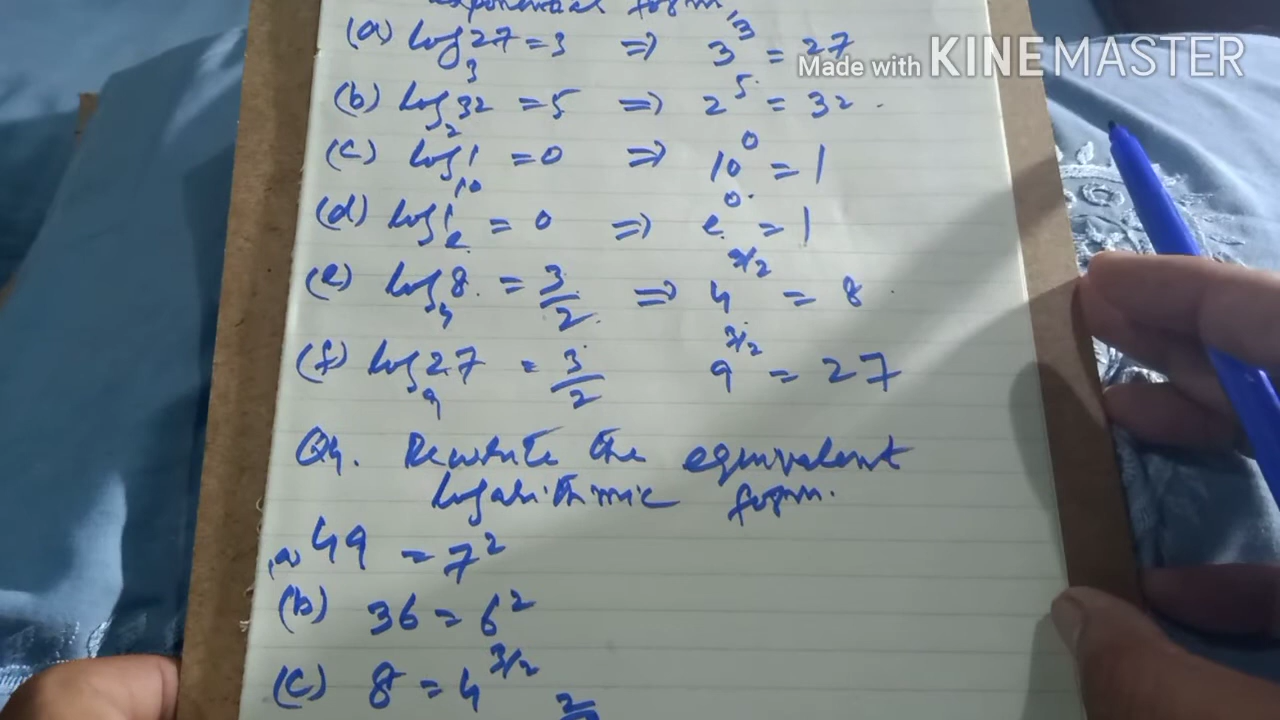 exponential form,
(a) log₃27 = 3 ⇒ 3³ = 27
Made with KINEMASTER
(b) log₂32 = 5 ⇒ 2⁵ = 32.
(c) log₁₀1 = 0 ⇒ 10⁰ = 1
(d) logₑ1 = 0 ⇒ e⁰ = 1
(e) log₄8 = 3/2 ⇒ 4^3/2 = 8
(f) log₉27 = 3/2 9^3/2 = 27
Q4. Rewrite the equivalent
logarithmic form.
(a) 49 = 7²
(b) 36 = 6²
(c) 8 = 4^3/2